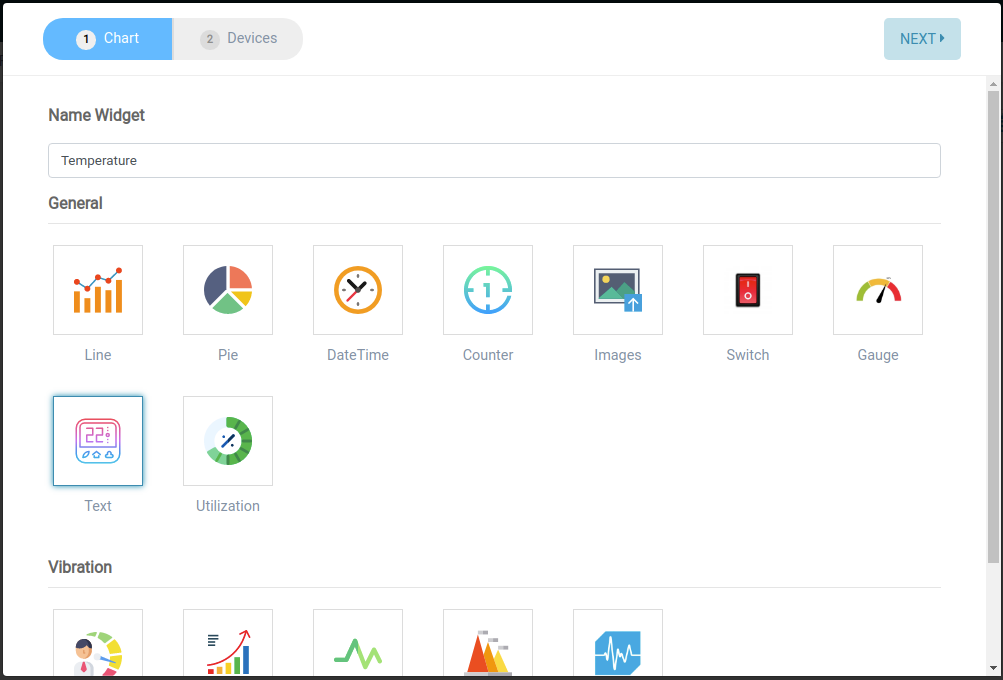 1 Chart
2 Devices
NEXT
Name Widget
Temperature
General
1
22
Line
Pie
DateTime
Counter
Images
Switch
Gauge
Text
Utilization
Vibration